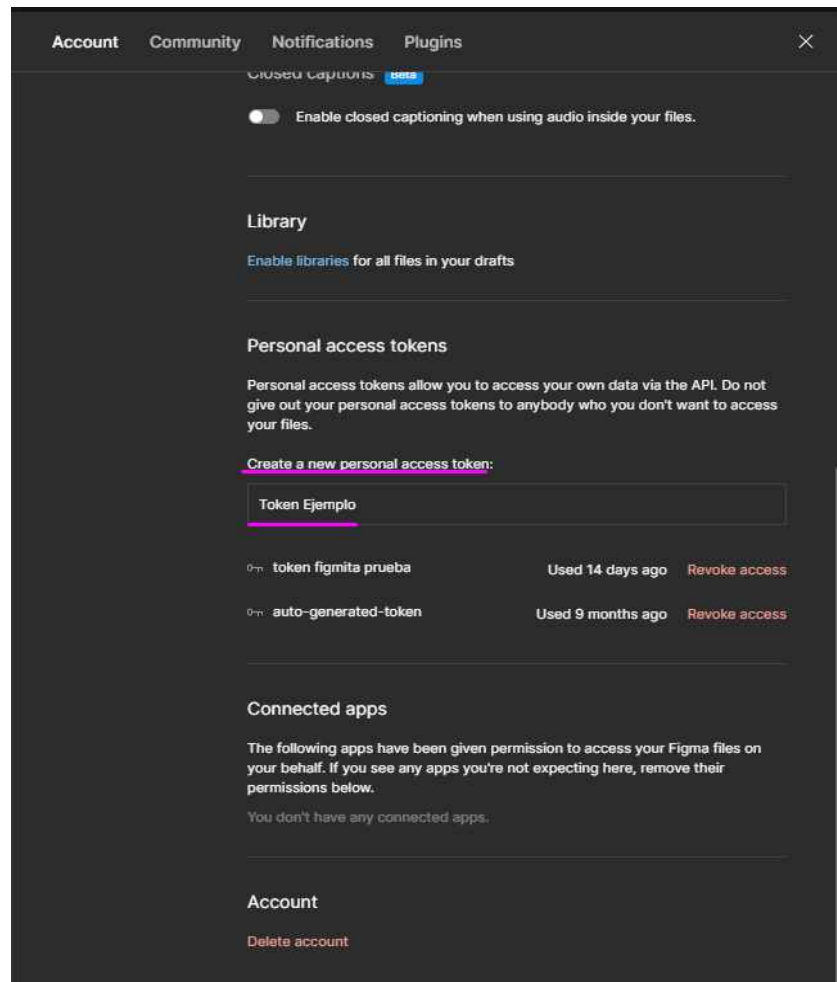 Account Community Notifications Plugins
Closed captions Beta
Enable closed captioning when using audio inside your files.
Library
Enable libraries for all files in your drafts
Personal access tokens
Personal access tokens allow you to access your own data via the API. Do not
give out your personal access tokens to anybody who you don't want to access
your files.
Create a new personal access token:
Token Ejemplo
token figmita prueba Used 14 days ago Revoke access
auto-generated-token Used 9 months ago Revoke access
Connected apps
The following apps have been given permission to access your Figma files on
your behalf. If you see any apps you're not expecting here, remove their
permissions below.
You don't have any connected apps.
Account
Delete account